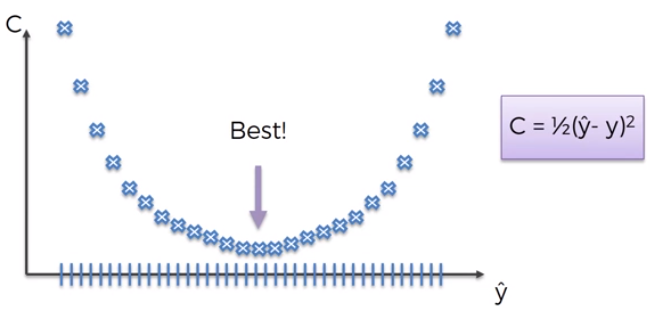 C
Best!
C = ½(ŷ- y)²
ŷ